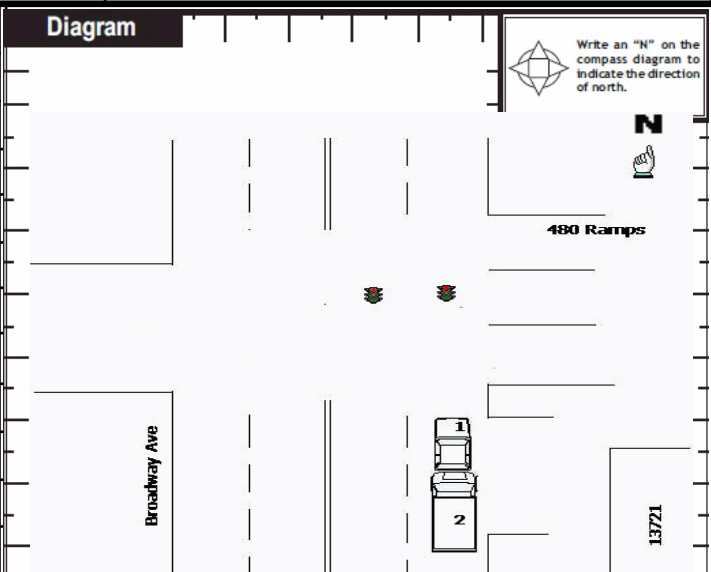 Diagram
Write an “N” on the
compass diagram to
indicate the direction
of north.
N
480 Ramps
1
Broadway Ave
2
13721